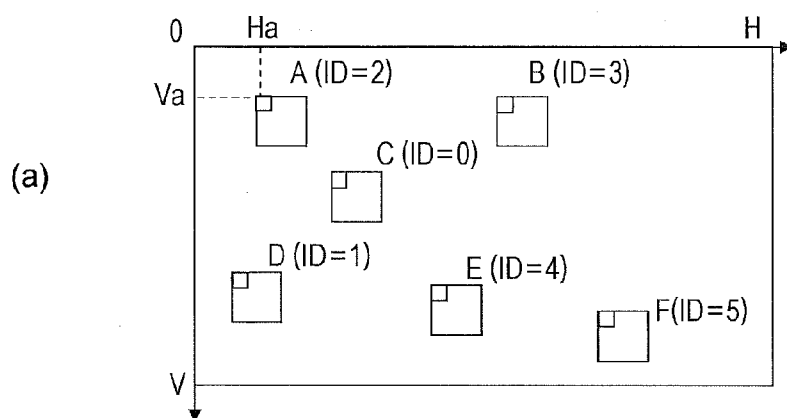 0 Ha H
A (ID=2) B (ID=3)
Va
C (ID=0)
(a)
D (ID=1) E (ID=4)
F(ID=5)
V